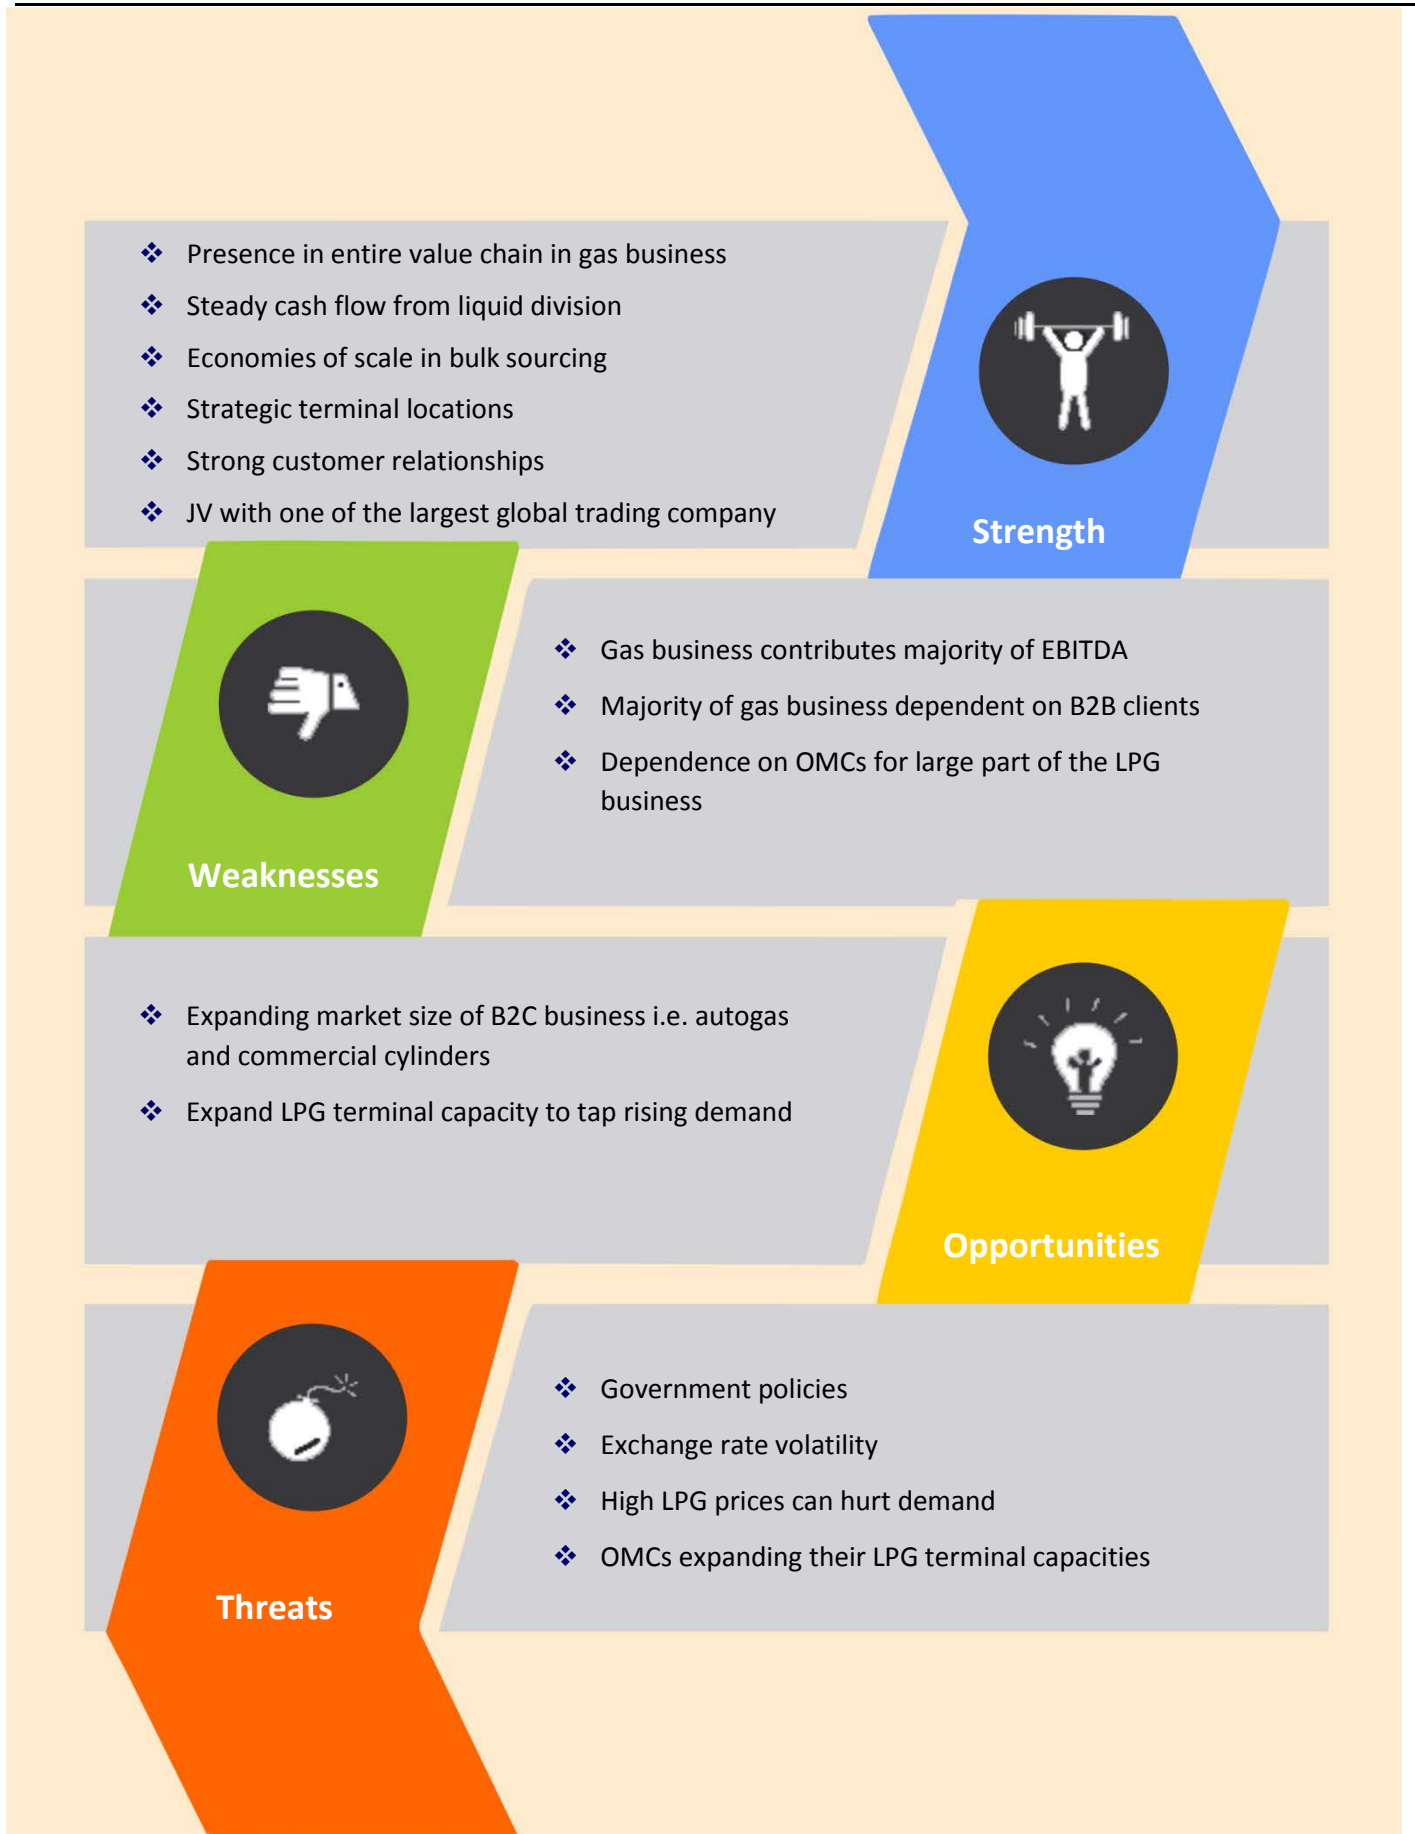 ❖ Presence in entire value chain in gas business
❖ Steady cash flow from liquid division
❖ Economies of scale in bulk sourcing
❖ Strategic terminal locations
❖ Strong customer relationships
❖ JV with one of the largest global trading company
Strength
Weaknesses
❖ Gas business contributes majority of EBITDA
❖ Majority of gas business dependent on B2B clients
❖ Dependence on OMCs for large part of the LPG
business
❖ Expanding market size of B2C business i.e. autogas
and commercial cylinders
❖ Expand LPG terminal capacity to tap rising demand
Opportunities
Threats
❖ Government policies
❖ Exchange rate volatility
❖ High LPG prices can hurt demand
❖ OMCs expanding their LPG terminal capacities